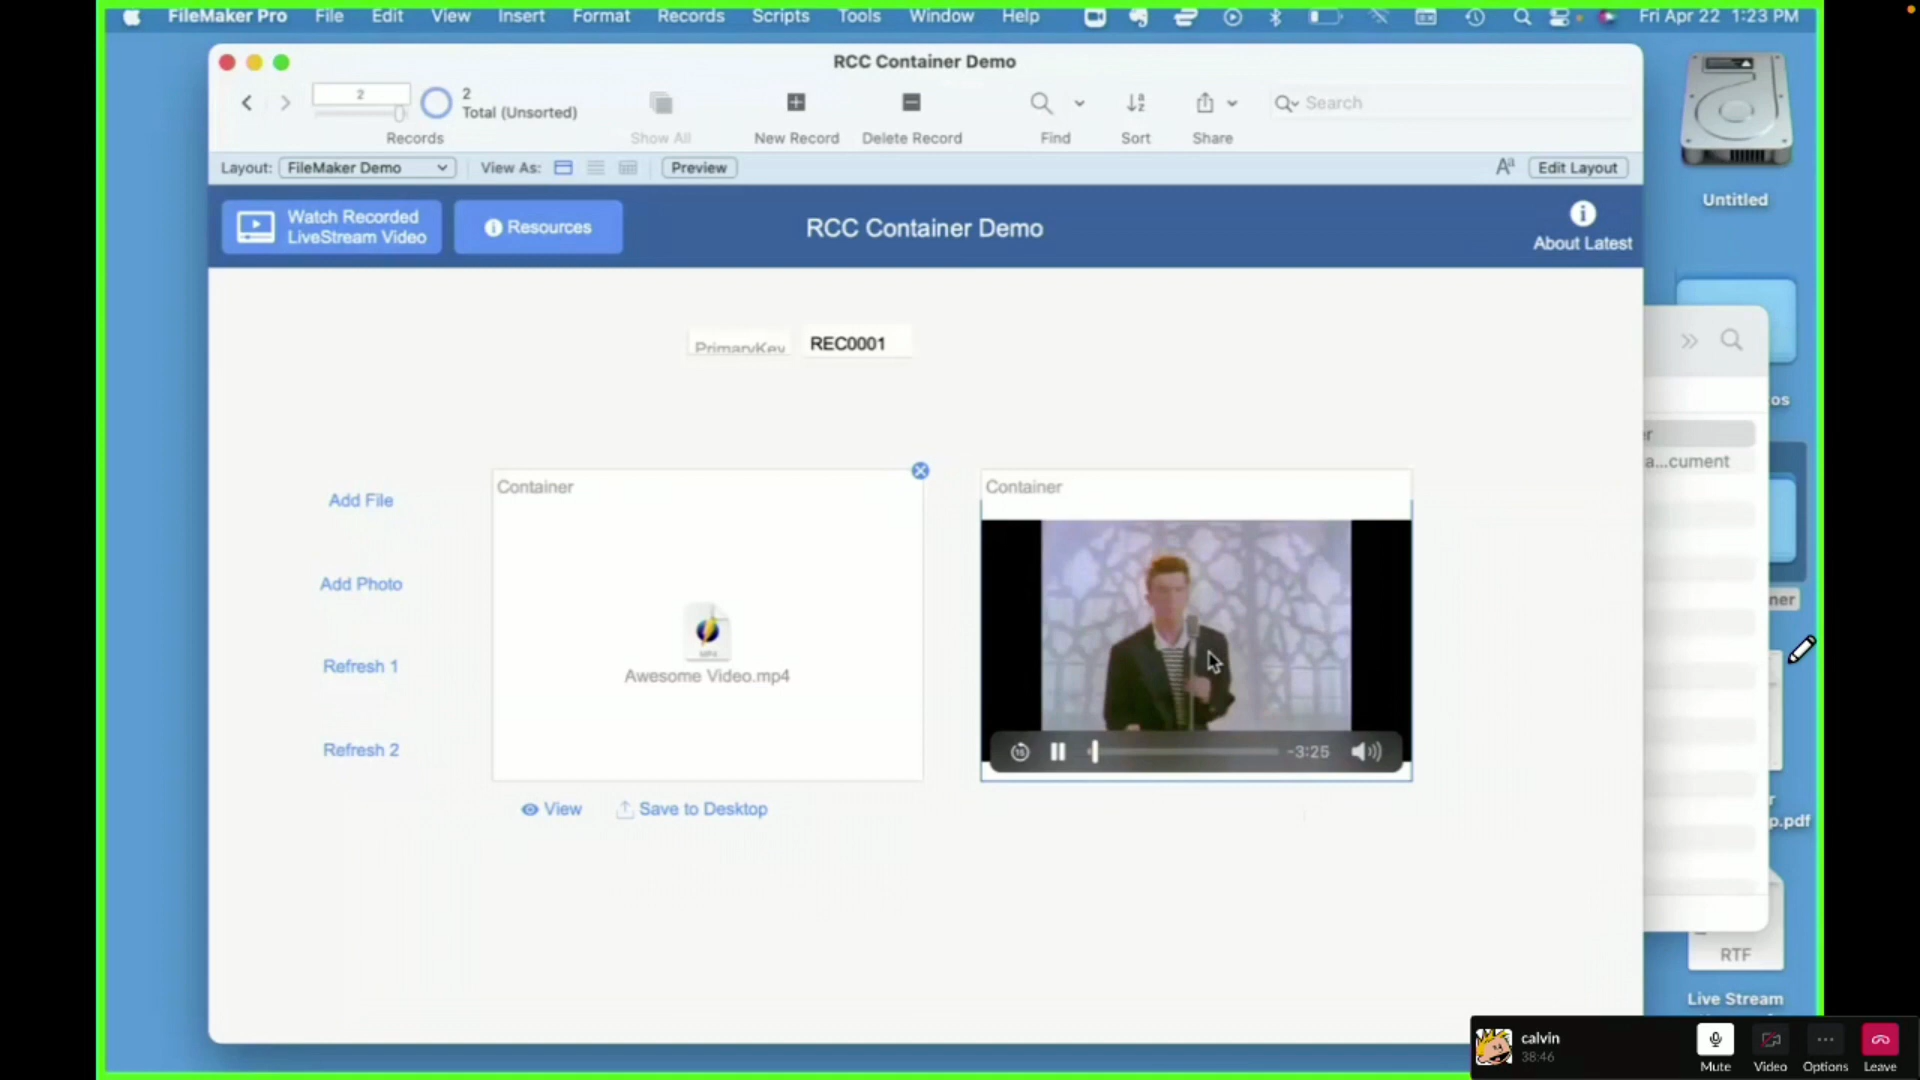 FileMaker Pro File Edit View Insert Format Records Scripts Tools Window Help Fri Apr 22 1:23 PM
RCC Container Demo
2
2
Total (Unsorted)
Records
Show All
New Record
Delete Record
Find
Sort
Share
Search
Layout: FileMaker Demo View As: Preview Aa Edit Layout
Watch Recorded
LiveStream Video
Resources
RCC Container Demo
About Latest
Untitled
PrimaryKey REC0001
Container
Container
Add File
Add Photo
Refresh 1
Refresh 2
MP4
Awesome Video.mp4
15
-3:25
View
Save to Desktop
os
er
a...cument
ner
r
p.pdf
RTF
Live Stream
calvin
38:46
Mute
Video
Options
Leave